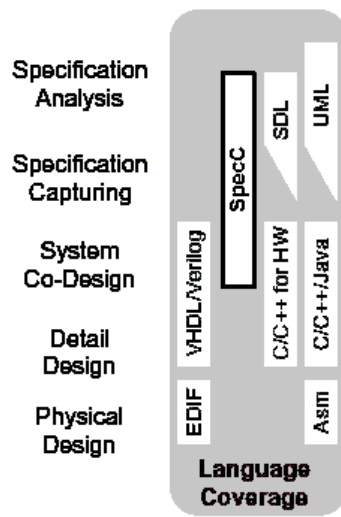 Specification
Analysis
Specification
Capturing
System
Co-Design
Detail
Design
Physical
Design
VHDL/Verilog
EDIF
SpecC
SDL
C/C++ for HW
UML
C/C++/Java
Asm
Language
Coverage